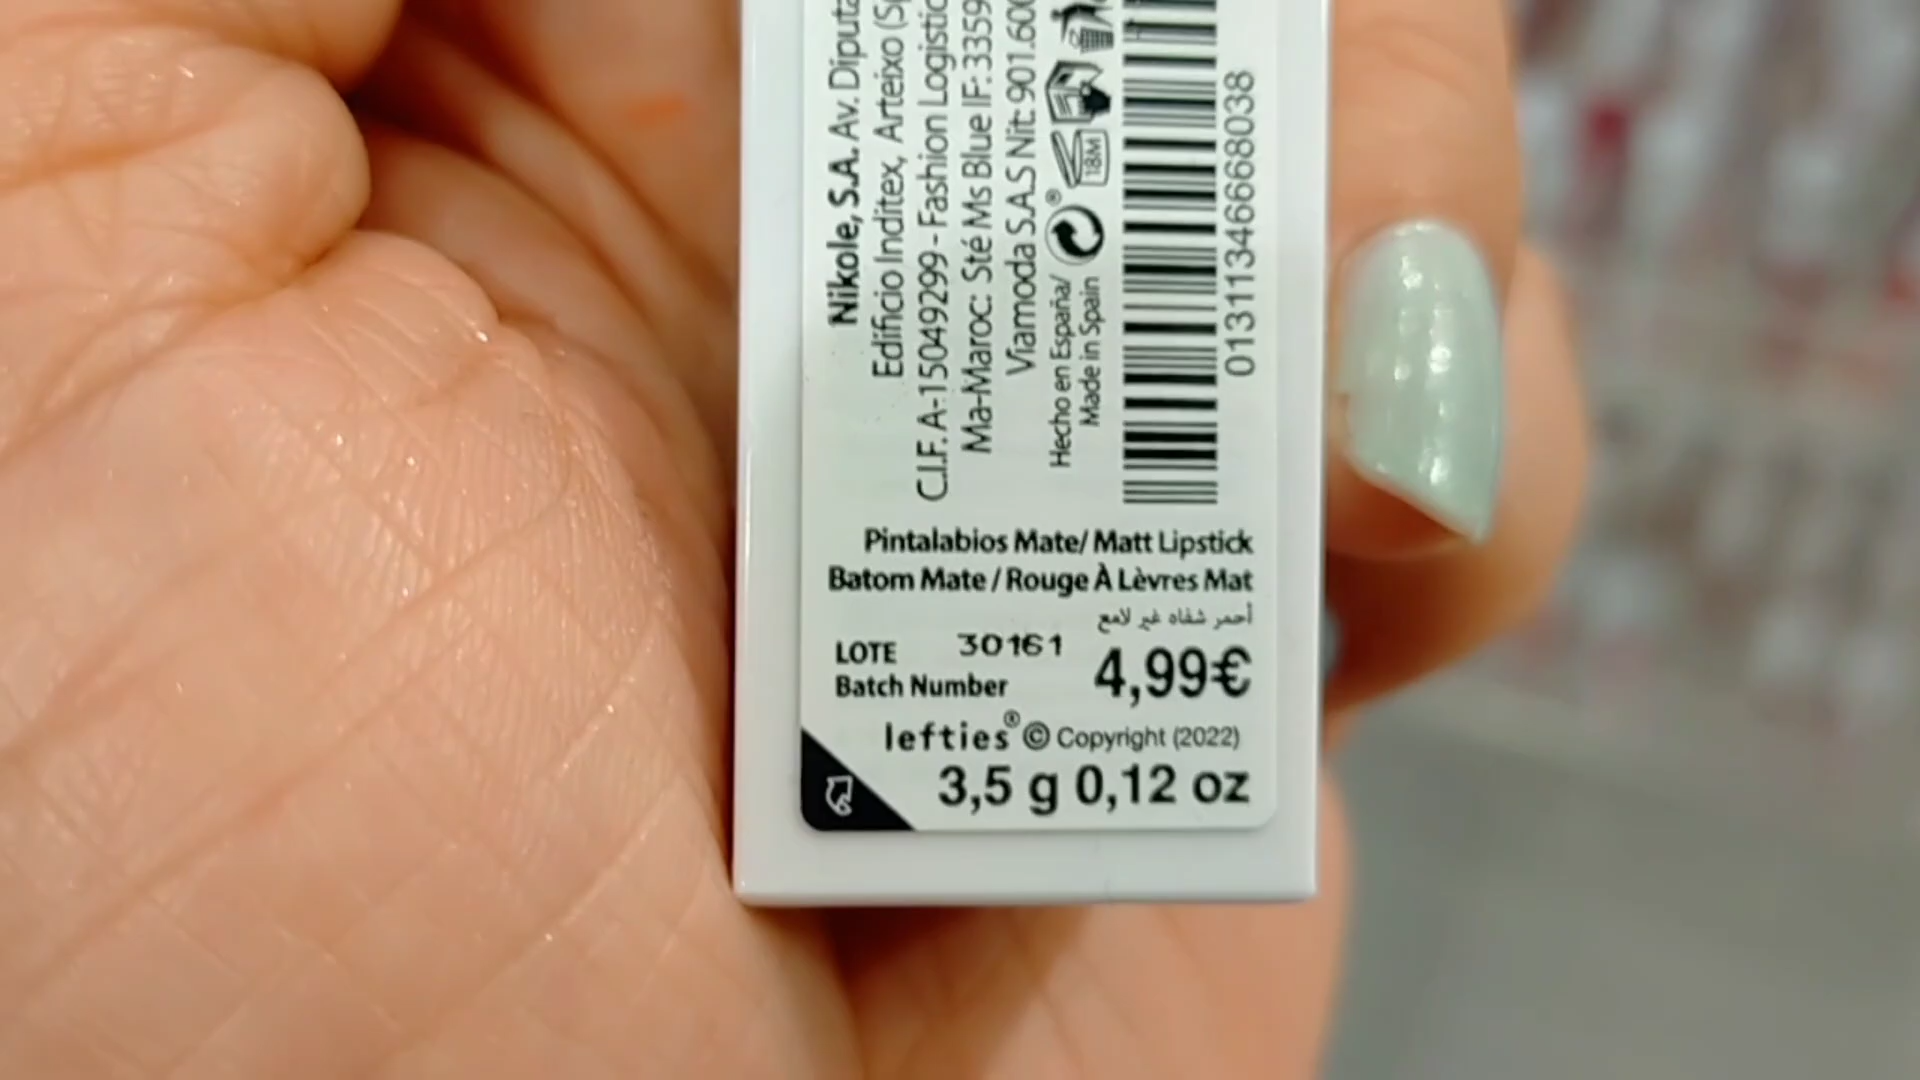 Nikole, S.A. Av. Diputa
Edificio Inditex, Arteixo (Sp
C.I.F. A-15049299 - Fashion Logistic
Ma-Maroc: Sté Ms Blue IF: 3359
Viamoda S.A.S Nit: 901.600
Hecho en España/
Made in Spain
18M
01311346668038
Pintalabios Mate/ Matt Lipstick
Batom Mate / Rouge À Lèvres Mat
أحمر شفاه غير لامع
LOTE 30161
Batch Number
4,99€
lefties® © Copyright (2022)
3,5 g 0,12 oz